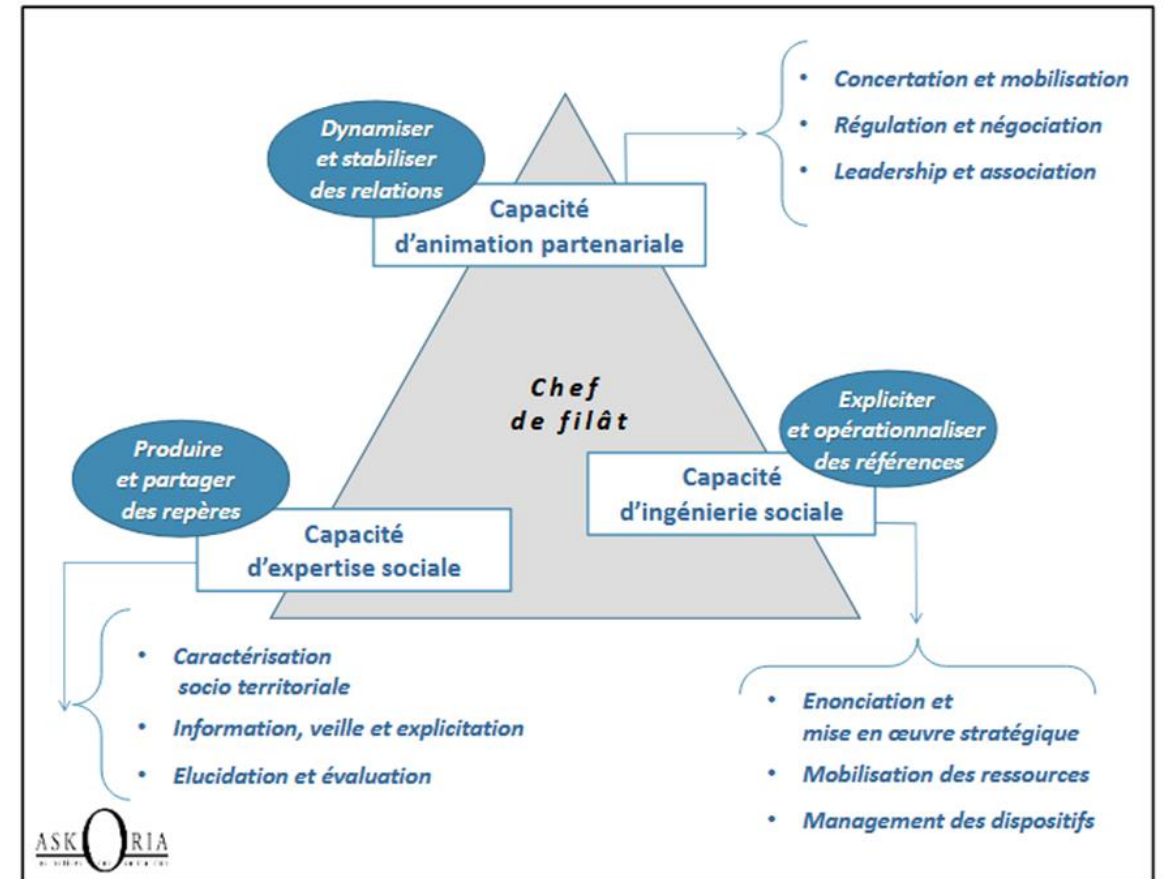 Dynamiser
et stabiliser
des relations
Capacité
d'animation partenariale
• Concertation et mobilisation
• Régulation et négociation
• Leadership et association
Chef
de filât
Produire
et partager
des repères
Capacité
d'expertise sociale
Expliciter
et opérationnaliser
des références
Capacité
d'ingénierie sociale
• Caractérisation
socio territoriale
• Information, veille et explicitation
• Elucidation et évaluation
• Enonciation et
mise en œuvre stratégique
• Mobilisation des ressources
• Management des dispositifs
ASKORIA